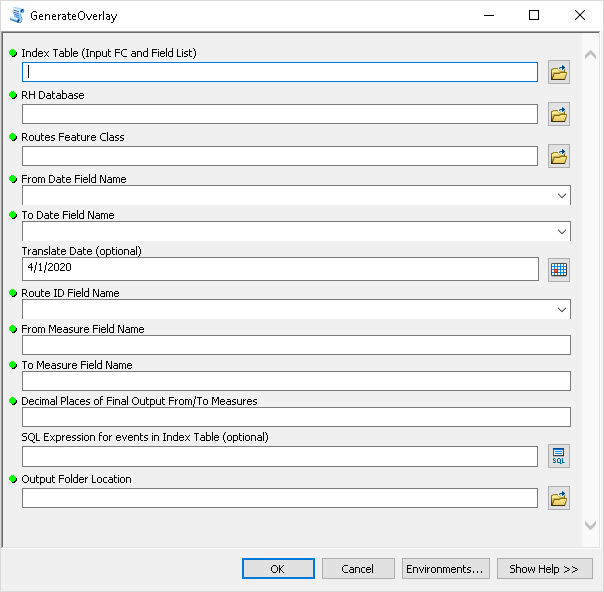 GenerateOverlay
Index Table (Input FC and Field List)
RH Database
Routes Feature Class
From Date Field Name
To Date Field Name
Translate Date (optional)
4/1/2020
Route ID Field Name
From Measure Field Name
To Measure Field Name
Decimal Places of Final Output From/To Measures
SQL Expression for events in Index Table (optional)
SQL
Output Folder Location
OK Cancel Environments... Show Help >>